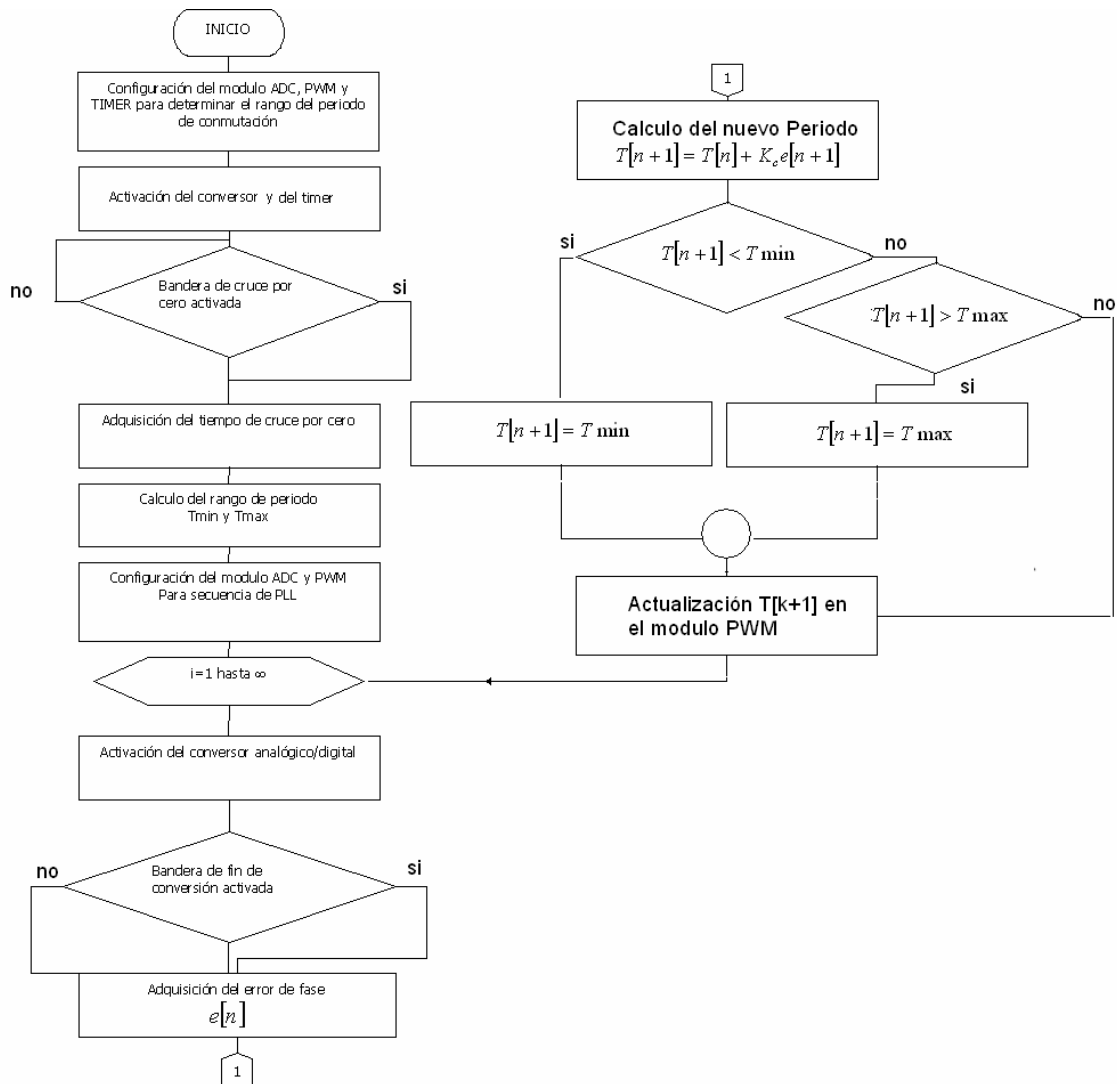 INICIO
Configuración del modulo ADC, PWM y
TIMER para determinar el rango del periodo
de conmutación
Activación del conversor y del timer
no
Bandera de cruce por
cero activada
si
Adquisición del tiempo de cruce por cero
Calculo del rango de periodo
Tmin y Tmax
Configuración del modulo ADC y PWM
Para secuencia de PLL
i=1 hasta ∞
Activación del conversor analógico/digital
no
Bandera de fin de
conversión activada
si
Adquisición del error de fase
e[n]
1
1
Calculo del nuevo Periodo
T[n+1]=T[n]+ K_c e[n+1]
si
T[n+1]<T min
no
T[n+1]>T max
no
si
T[n+1]=T min
T[n+1]=T max
Actualización T[k+1] en
el modulo PWM